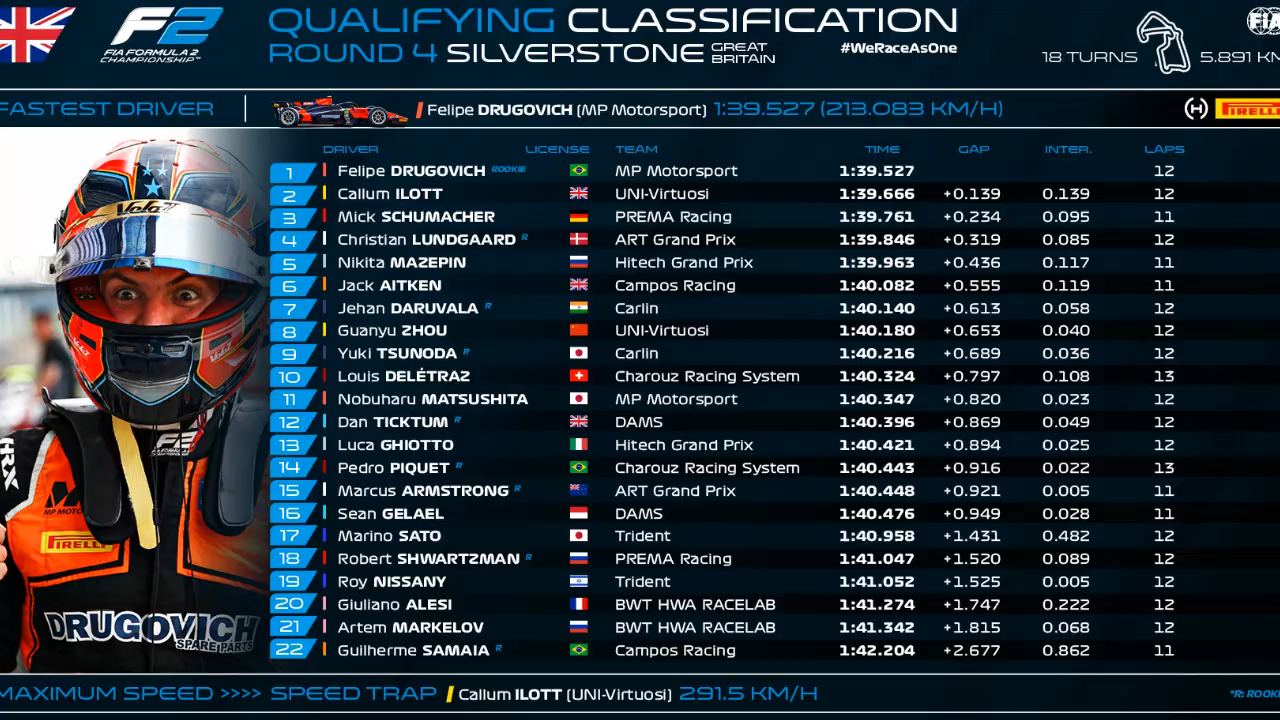 F2
FIA FORMULA 2
CHAMPIONSHIP™
QUALIFYING CLASSIFICATION
ROUND 4 SILVERSTONE GREAT BRITAIN
#WeRaceAsOne
18 TURNS 5.891 KM
FIA
FASTEST DRIVER Felipe DRUGOVICH (MP Motorsport) 1:39.527 (213.083 KM/H)
PIRELLI
DRIVER LICENSE TEAM TIME GAP INTER. LAPS
1 Felipe DRUGOVICH ROOKIE MP Motorsport 1:39.527 12
2 Callum ILOTT UNI-Virtuosi 1:39.666 +0.139 0.139 12
3 Mick SCHUMACHER PREMA Racing 1:39.761 +0.234 0.095 11
4 Christian LUNDGAARD R ART Grand Prix 1:39.846 +0.319 0.085 12
5 Nikita MAZEPIN Hitech Grand Prix 1:39.963 +0.436 0.117 11
6 Jack AITKEN Campos Racing 1:40.082 +0.555 0.119 11
7 Jehan DARUVALA R Carlin 1:40.140 +0.613 0.058 12
8 Guanyu ZHOU UNI-Virtuosi 1:40.180 +0.653 0.040 12
9 Yuki TSUNODA R Carlin 1:40.216 +0.689 0.036 12
10 Louis DELÉTRAZ Charouz Racing System 1:40.324 +0.797 0.108 13
11 Nobuharu MATSUSHITA MP Motorsport 1:40.347 +0.820 0.023 12
12 Dan TICKTUM R DAMS 1:40.396 +0.869 0.049 12
13 Luca GHIOTTO Hitech Grand Prix 1:40.421 +0.894 0.025 12
14 Pedro PIQUET R Charouz Racing System 1:40.443 +0.916 0.022 13
15 Marcus ARMSTRONG R ART Grand Prix 1:40.448 +0.921 0.005 11
16 Sean GELAEL DAMS 1:40.476 +0.949 0.028 11
17 Marino SATO Trident 1:40.958 +1.431 0.482 12
18 Robert SHWARTZMAN R PREMA Racing 1:41.047 +1.520 0.089 12
19 Roy NISSANY Trident 1:41.052 +1.525 0.005 12
20 Giuliano ALESI BWT HWA RACELAB 1:41.274 +1.747 0.222 12
21 Artem MARKELOV BWT HWA RACELAB 1:41.342 +1.815 0.068 12
22 Guilherme SAMAIA R Campos Racing 1:42.204 +2.677 0.862 11
Veloz
F2
HRX
MP MOTO
PIRELLI
DRUGOVICH
SPARE PARTS
MAXIMUM SPEED >>>> SPEED TRAP Callum ILOTT (UNI-Virtuosi) 291.5 KM/H
*R: ROOKI